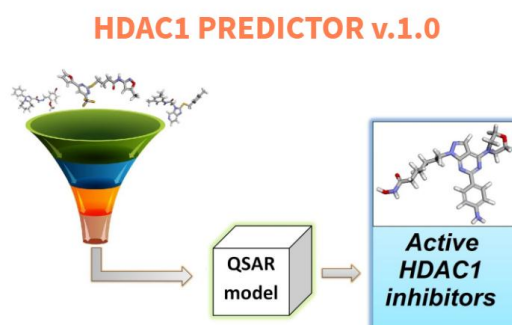 HDAC1 PREDICTOR v.1.0
QSAR
model
Active
HDAC1
inhibitors